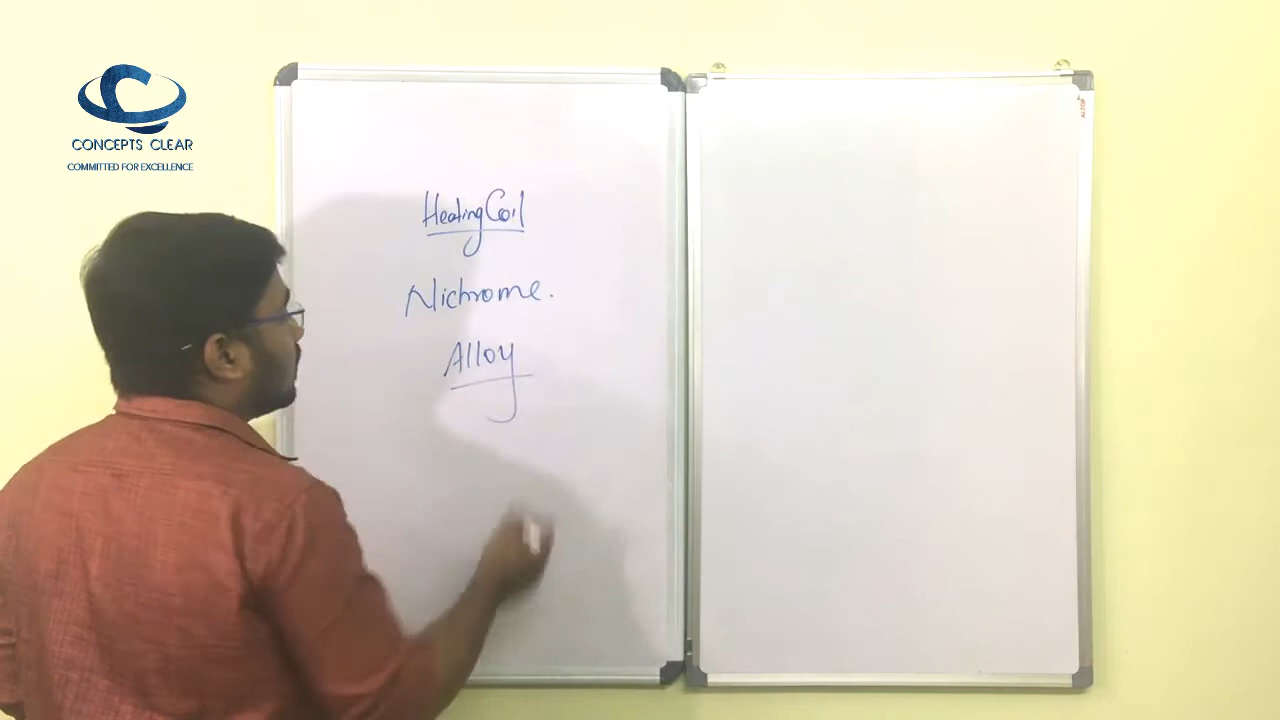 CONCEPTS CLEAR
COMMITTED FOR EXCELLENCE
Heating Coil
Nichrome.
Alloy